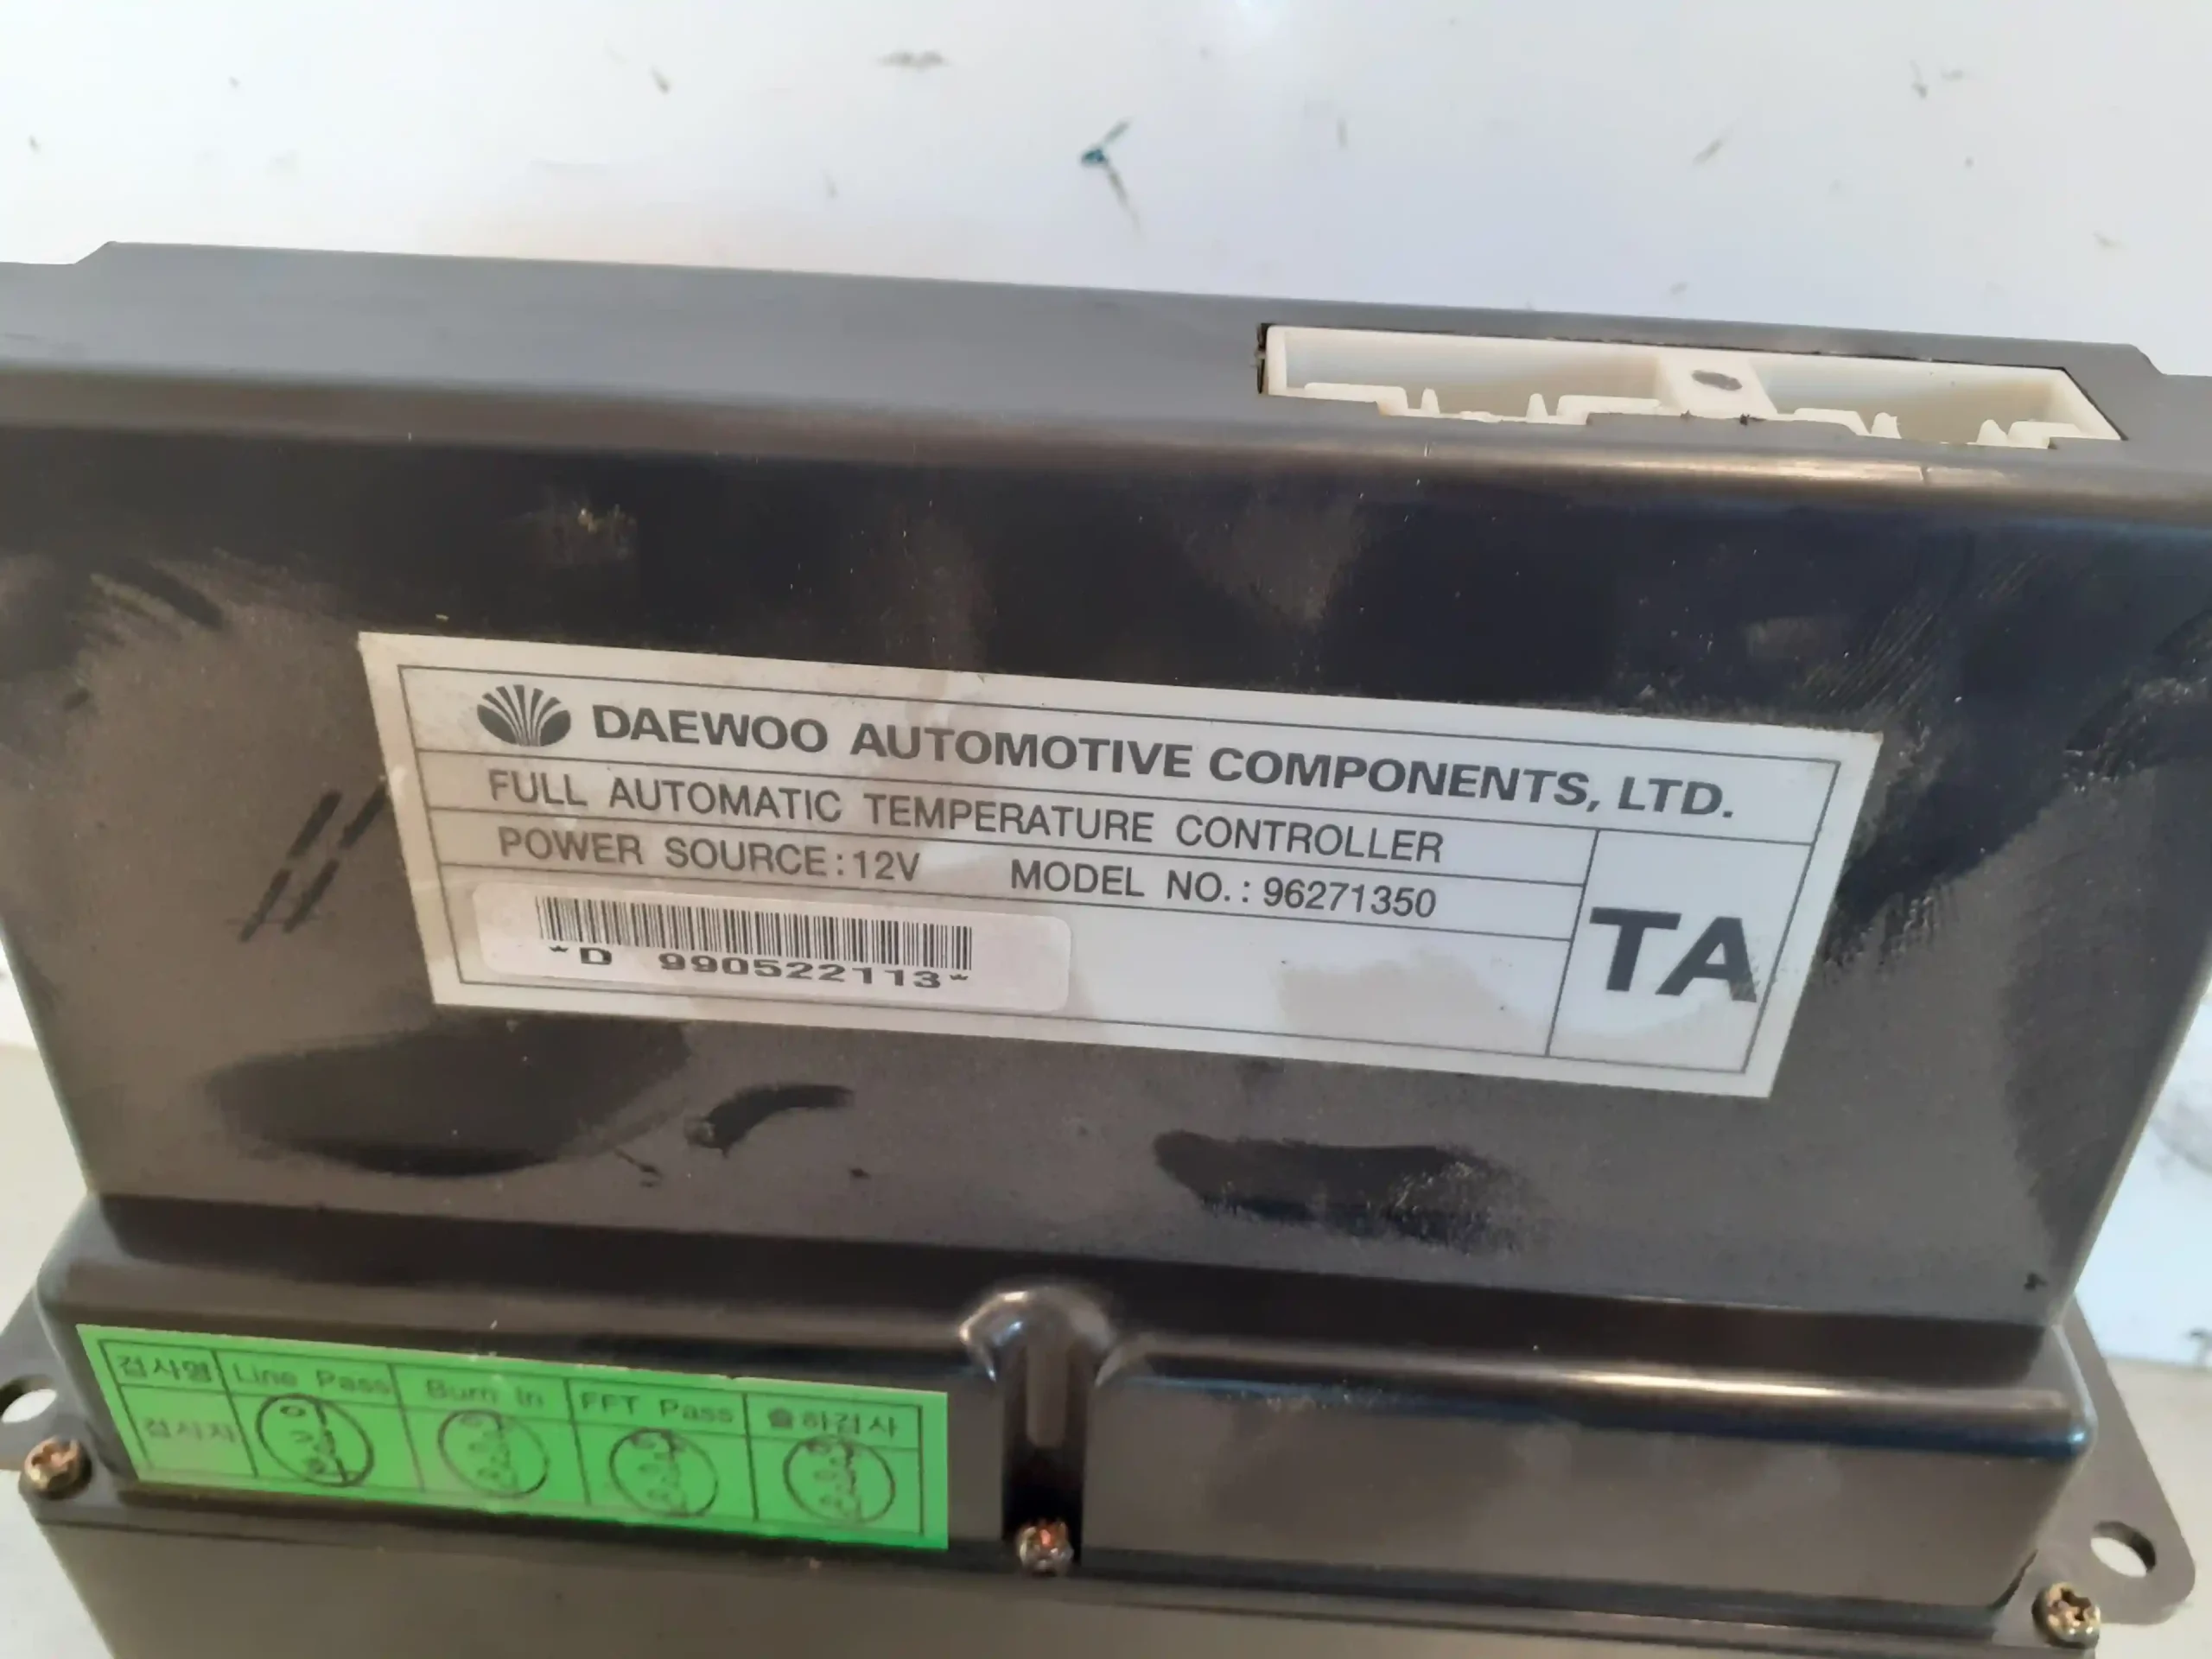 DAEWOO AUTOMOTIVE COMPONENTS, LTD.
FULL AUTOMATIC TEMPERATURE CONTROLLER
POWER SOURCE:12V MODEL NO.:96271350
TA
*D 990522113*
검사명 Line Pass Burn In FFT Pass 출하검사
검사자